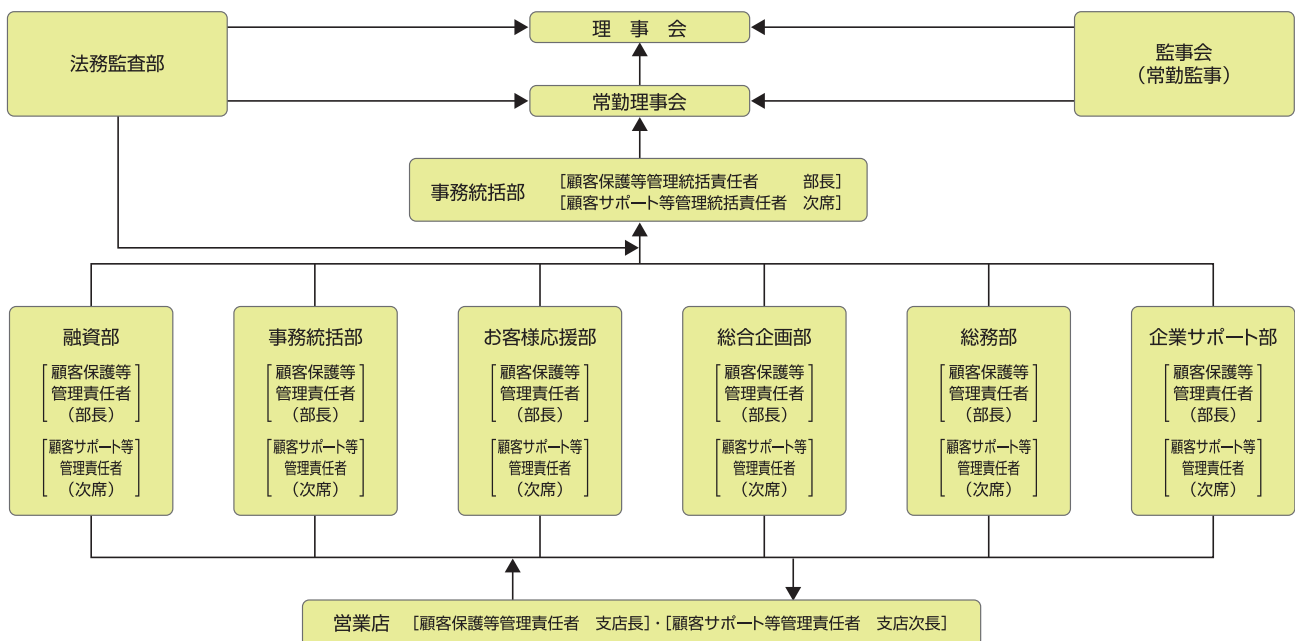 法務監査部
理 事 会
監事会
（常勤監事）
常勤理事会
事務統括部
［顧客保護等管理統括責任者　　部長］
［顧客サポート等管理統括責任者　次席］
融資部
顧客保護等
管理責任者
（部長）
顧客サポート等
管理責任者
（次席）
事務統括部
顧客保護等
管理責任者
（部長）
顧客サポート等
管理責任者
（次席）
お客様応援部
顧客保護等
管理責任者
（部長）
顧客サポート等
管理責任者
（次席）
総合企画部
顧客保護等
管理責任者
（部長）
顧客サポート等
管理責任者
（次席）
総務部
顧客保護等
管理責任者
（部長）
顧客サポート等
管理責任者
（次席）
企業サポート部
顧客保護等
管理責任者
（部長）
顧客サポート等
管理責任者
（次席）
営業店　［顧客保護等管理責任者　支店長］・［顧客サポート等管理責任者　支店次長］